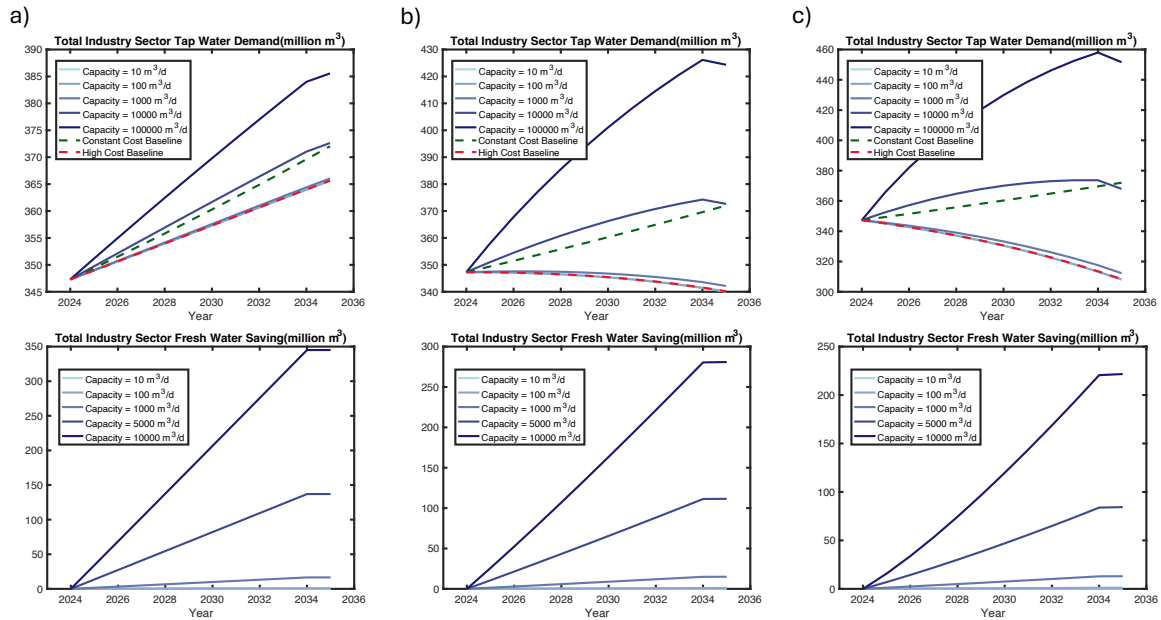 a)
Total Industry Sector Tap Water Demand(million m³)
390
385
380
375
370
365
360
355
350
345
Capacity = 10 m³/d
Capacity = 100 m³/d
Capacity = 1000 m³/d
Capacity = 10000 m³/d
Capacity = 100000 m³/d
Constant Cost Baseline
High Cost Baseline
2024 2026 2028 2030 2032 2034 2036
Year
b)
Total Industry Sector Tap Water Demand(million m³)
430
420
410
400
390
380
370
360
350
340
Capacity = 10 m³/d
Capacity = 100 m³/d
Capacity = 1000 m³/d
Capacity = 10000 m³/d
Capacity = 100000 m³/d
Constant Cost Baseline
High Cost Baseline
2024 2026 2028 2030 2032 2034 2036
Year
c)
Total Industry Sector Tap Water Demand(million m³)
460
440
420
400
380
360
340
320
300
Capacity = 10 m³/d
Capacity = 100 m³/d
Capacity = 1000 m³/d
Capacity = 10000 m³/d
Capacity = 100000 m³/d
Constant Cost Baseline
High Cost Baseline
2024 2026 2028 2030 2032 2034 2036
Year
Total Industry Sector Fresh Water Saving(million m³)
350
300
250
200
150
100
50
0
Capacity = 10 m³/d
Capacity = 100 m³/d
Capacity = 1000 m³/d
Capacity = 5000 m³/d
Capacity = 10000 m³/d
2024 2026 2028 2030 2032 2034 2036
Year
Total Industry Sector Fresh Water Saving(million m³)
300
250
200
150
100
50
0
Capacity = 10 m³/d
Capacity = 100 m³/d
Capacity = 1000 m³/d
Capacity = 5000 m³/d
Capacity = 10000 m³/d
2024 2026 2028 2030 2032 2034 2036
Year
Total Industry Sector Fresh Water Saving(million m³)
250
200
150
100
50
0
Capacity = 10 m³/d
Capacity = 100 m³/d
Capacity = 1000 m³/d
Capacity = 5000 m³/d
Capacity = 10000 m³/d
2024 2026 2028 2030 2032 2034 2036
Year